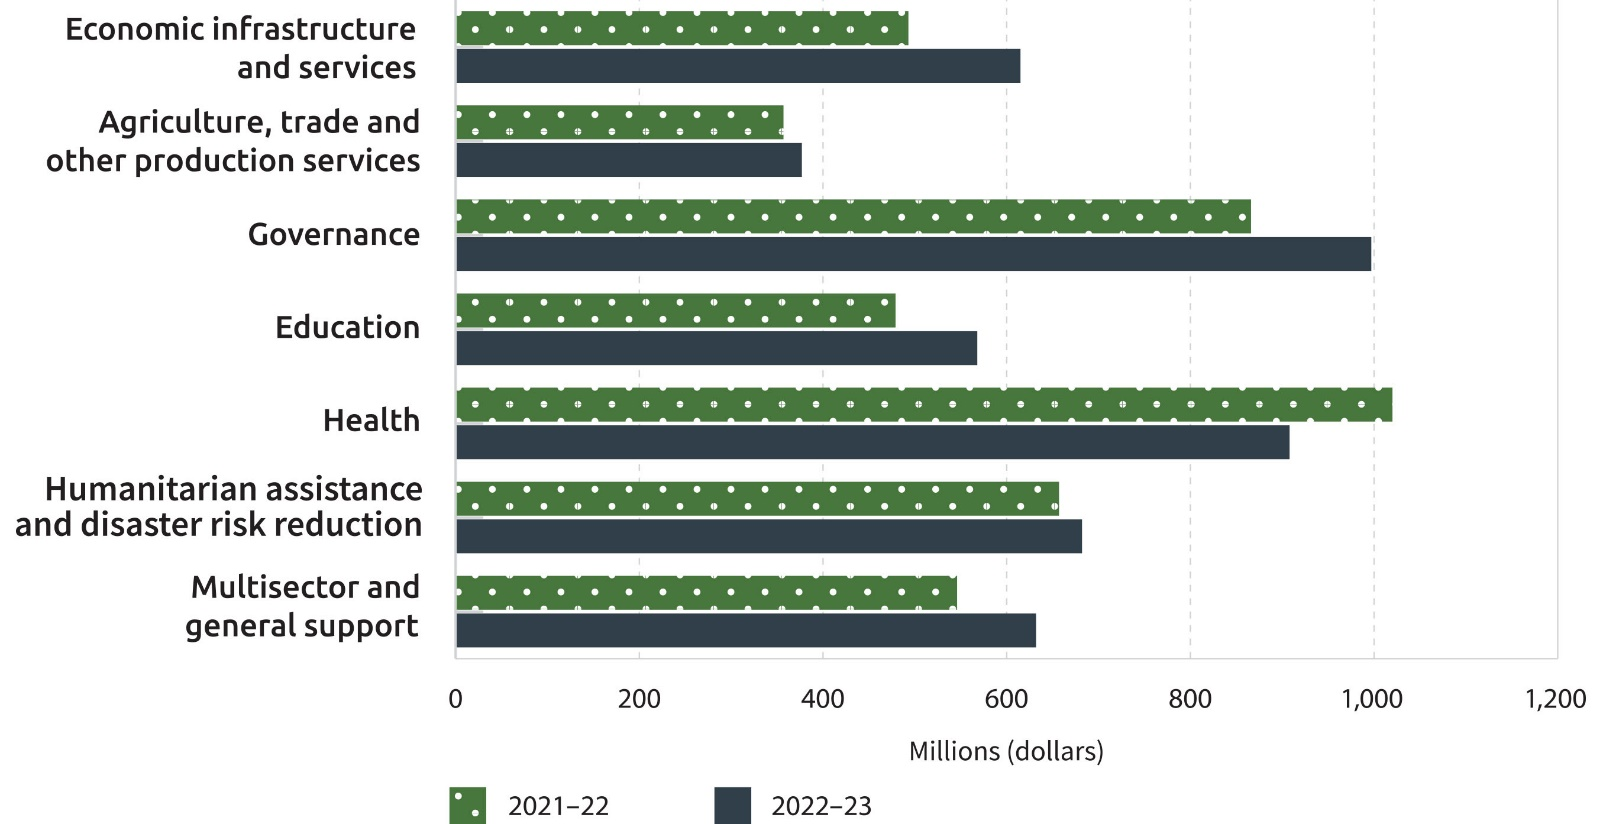 Economic infrastructure
and services
Agriculture, trade and
other production services
Governance
Education
Health
Humanitarian assistance
and disaster risk reduction
Multisector and
general support
0 200 400 600 800 1,000 1,200
Millions (dollars)
2021–22 2022–23